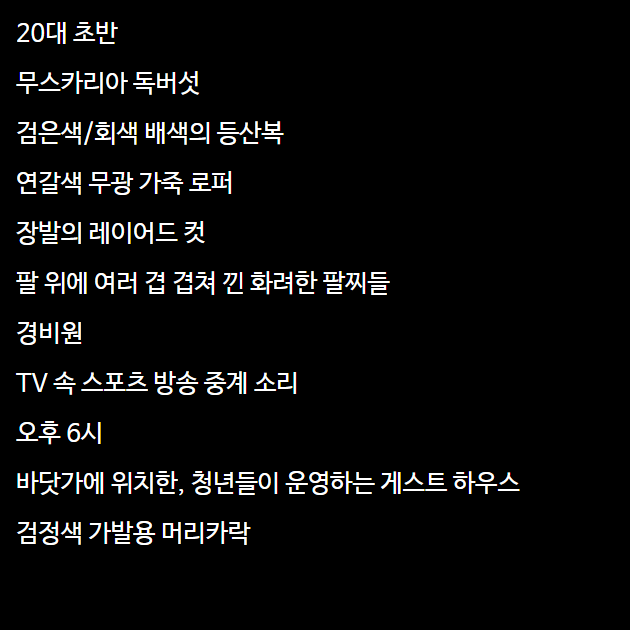 20대 초반
무스카리아 독버섯
검은색/회색 배색의 등산복
연갈색 무광 가죽 로퍼
장발의 레이어드 컷
팔 위에 여러 겹 겹쳐 낀 화려한 팔찌들
경비원
TV 속 스포츠 방송 중계 소리
오후 6시
바닷가에 위치한, 청년들이 운영하는 게스트 하우스
검정색 가발용 머리카락